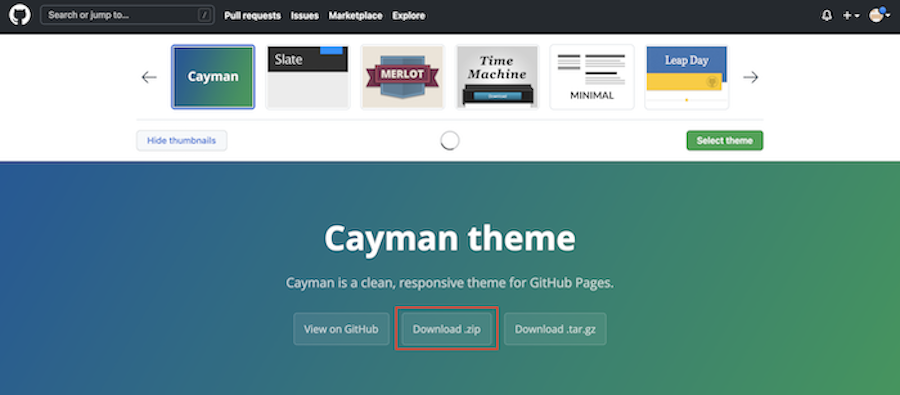 Search or jump to... /
Pull requests Issues Marketplace Explore
Cayman
Slate
MERLOT
Time
Machine
Download
MINIMAL
Leap Day
Hide thumbnails
Select theme
Cayman theme
Cayman is a clean, responsive theme for GitHub Pages.
View on GitHub
Download .zip
Download .tar.gz